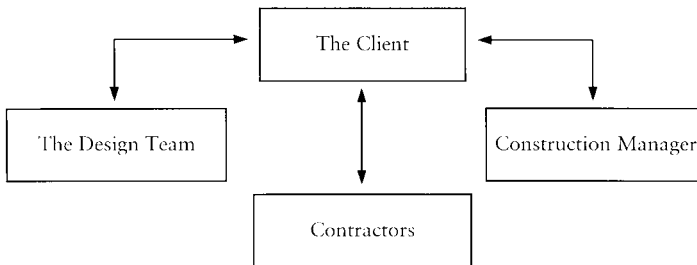 The Client
The Design Team
Construction Manager
Contractors